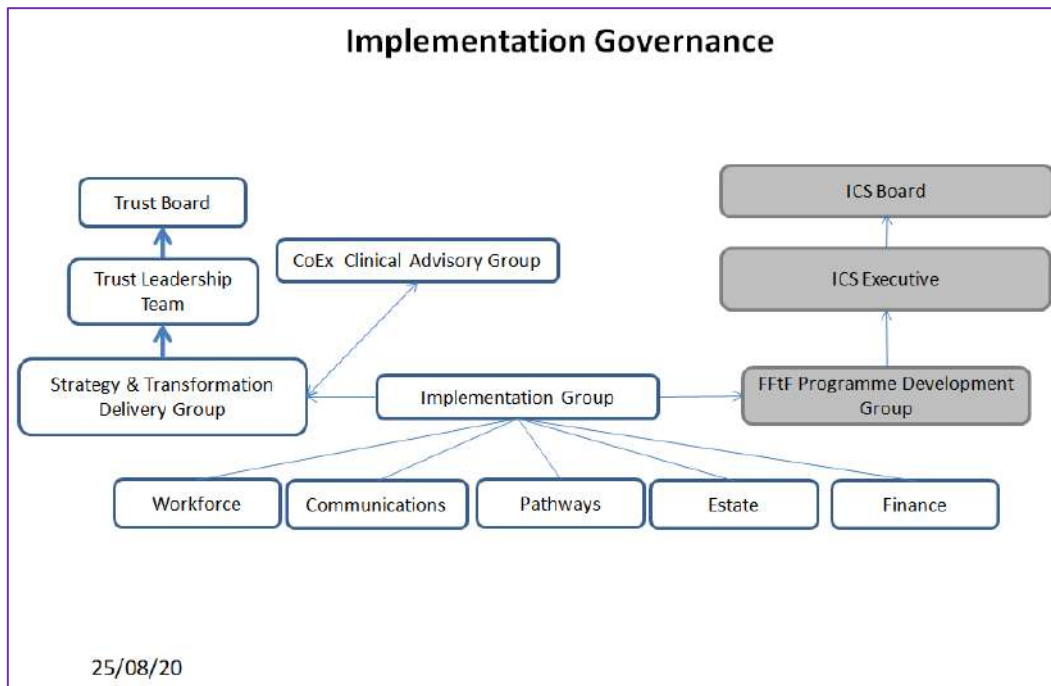 Implementation Governance
Trust Board
ICS Board
CoEx Clinical Advisory Group
Trust Leadership
Team
ICS Executive
Strategy & Transformation
Delivery Group
Implementation Group
FFtF Programme Development
Group
Workforce
Communications
Pathways
Estate
Finance
25/08/20